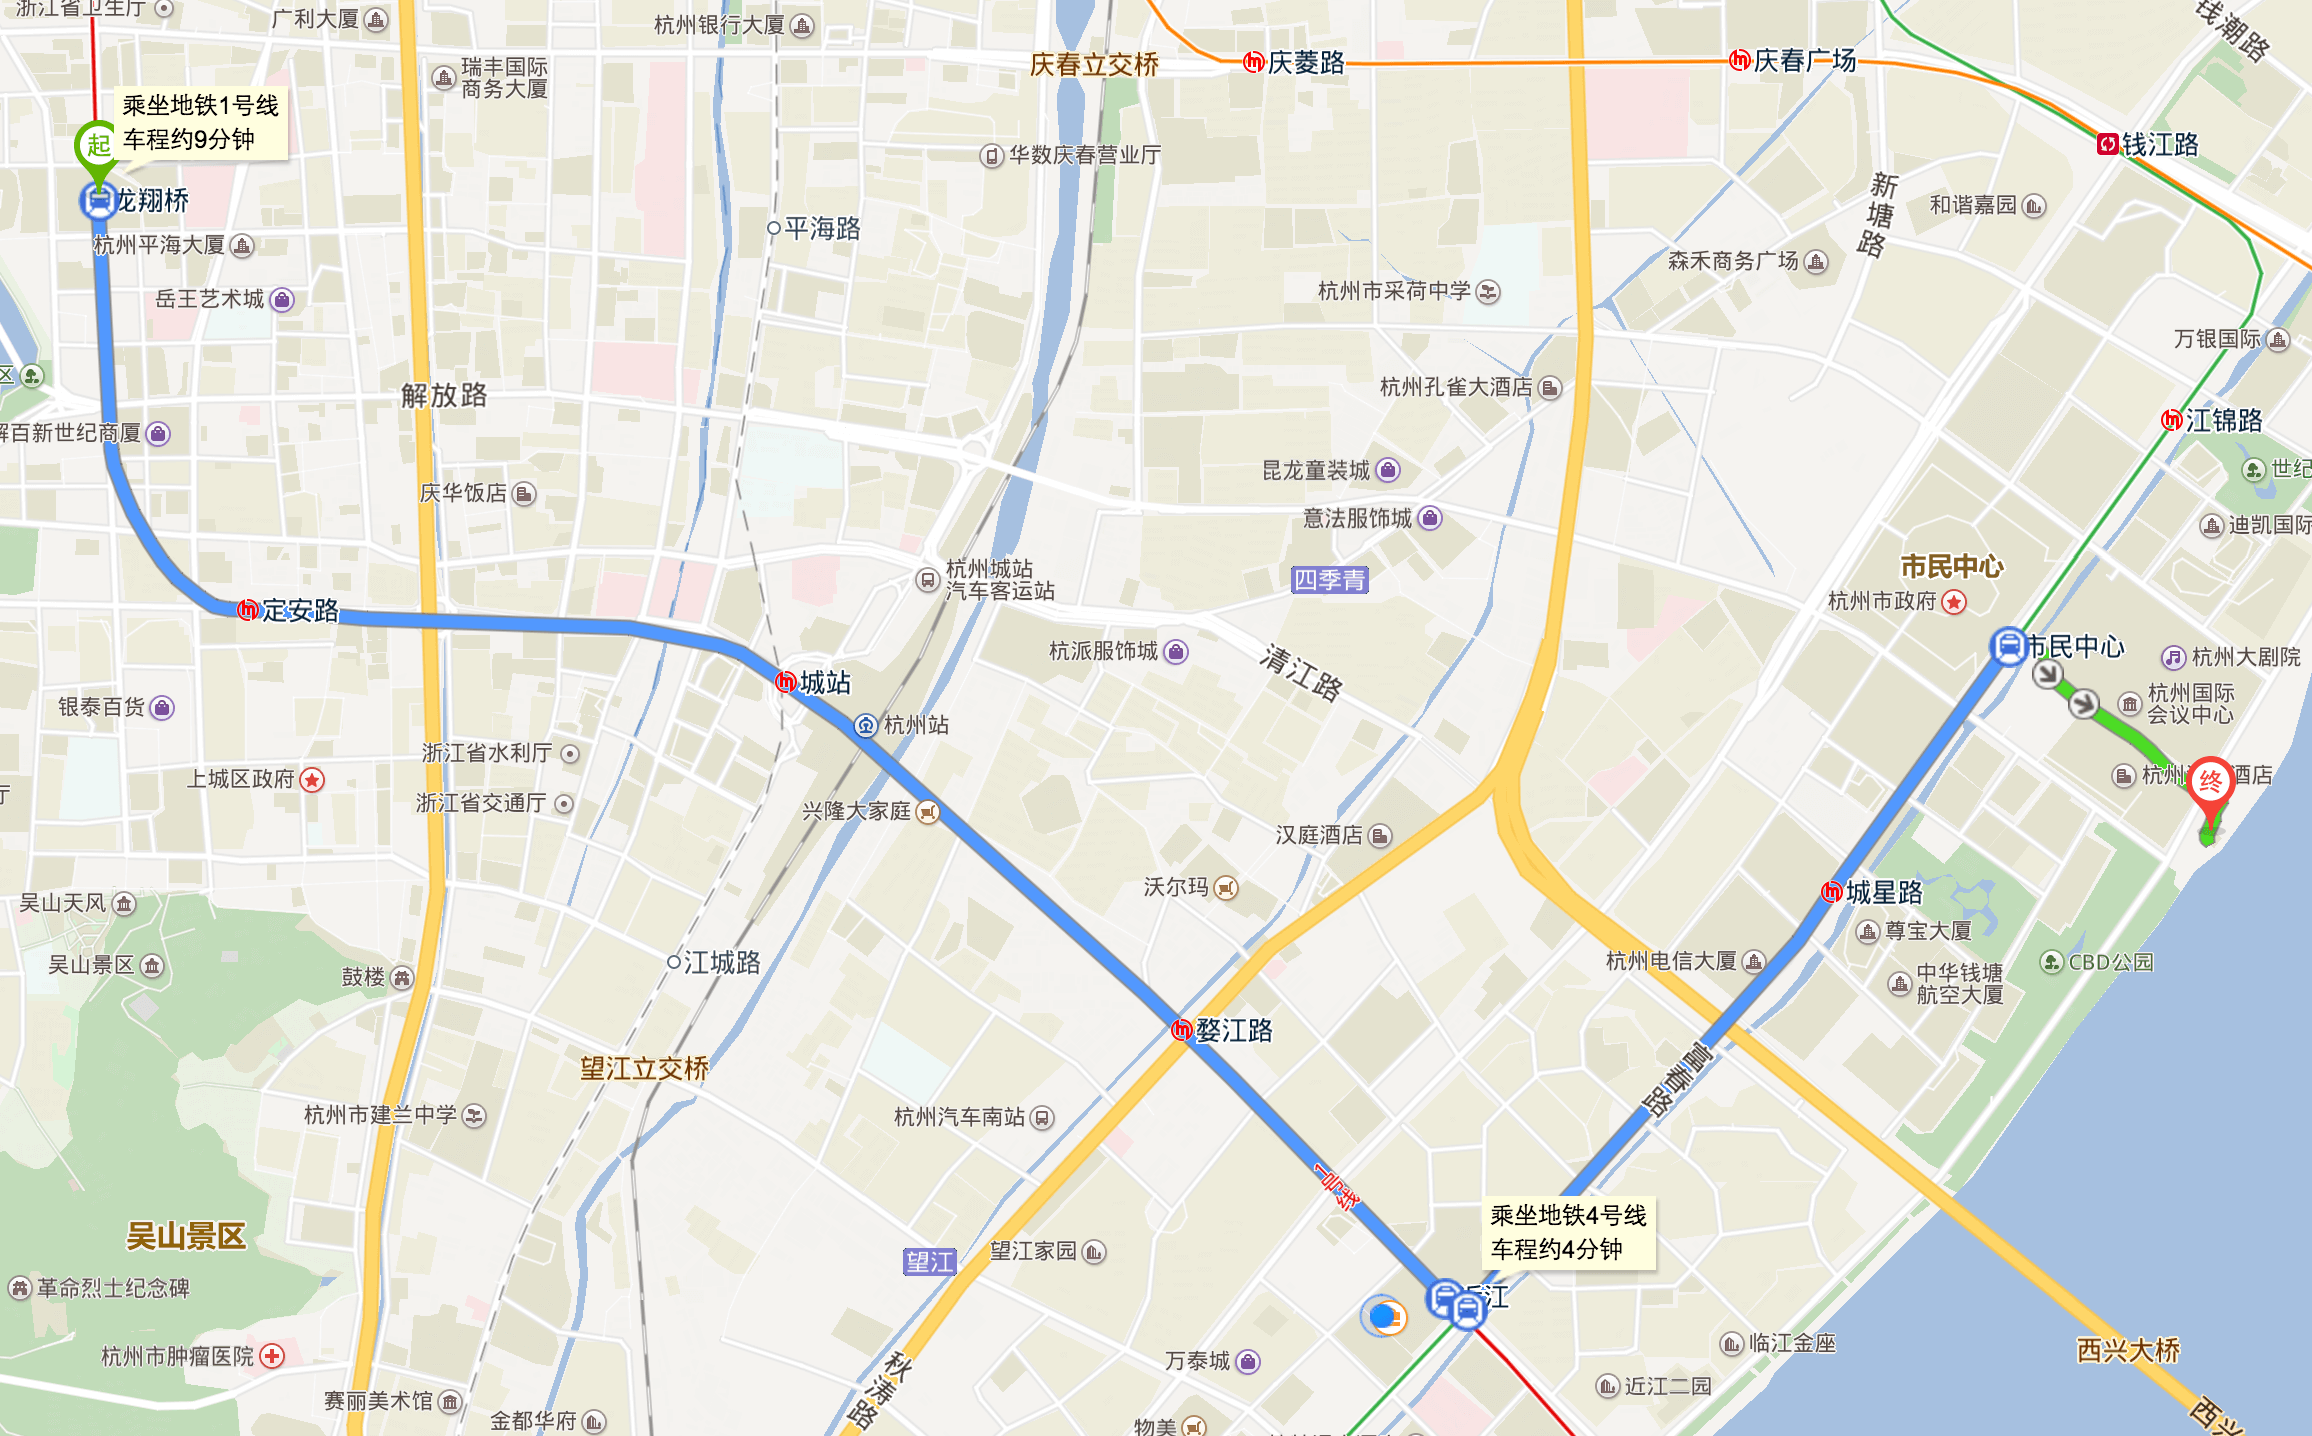 浙江省卫生厅
广利大厦
杭州银行大厦
瑞丰国际
商务大厦
庆春立交桥
庆菱路
庆春广场
钱潮路
乘坐地铁1号线
车程约9分钟
起
龙翔桥
华数庆春营业厅
钱江路
新塘路
和谐嘉园
杭州平海大厦
平海路
森禾商务广场
岳王艺术城
杭州市采荷中学
万银国际
区
解放路
杭州孔雀大酒店
江锦路
解百新世纪商厦
昆龙童装城
世纪
庆华饭店
意法服饰城
迪凯国际
杭州城站
汽车客运站
四季青
市民中心
杭州市政府
定安路
杭派服饰城
清江路
市民中心
杭州大剧院
城站
杭州国际
会议中心
银泰百货
杭州站
浙江省水利厅
上城区政府
杭州
酒店
终
厅
浙江省交通厅
兴隆大家庭
汉庭酒店
沃尔玛
城星路
吴山天风
尊宝大厦
吴山景区
江城路
杭州电信大厦
CBD公园
鼓楼
中华钱塘
航空大厦
婺江路
望江立交桥
富春路
杭州市建兰中学
杭州汽车南站
1号线
乘坐地铁4号线
车程约4分钟
吴山景区
望江
望江家园
革命烈士纪念碑
近江
临江金座
西兴大桥
杭州市肿瘤医院
万泰城
秋涛路
近江二园
赛丽美术馆
金都华府
物美
西兴